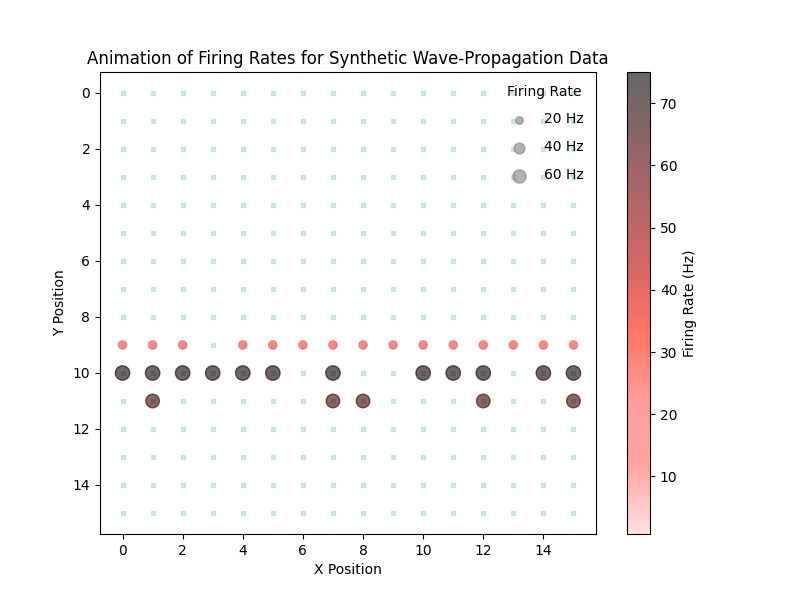 Animation of Firing Rates for Synthetic Wave-Propagation Data
Firing Rate
20 Hz
40 Hz
60 Hz
0
2
4
6
8
10
12
14
Y Position
0
2
4
6
8
10
12
14
X Position
70
60
50
40
30
20
10
Firing Rate (Hz)